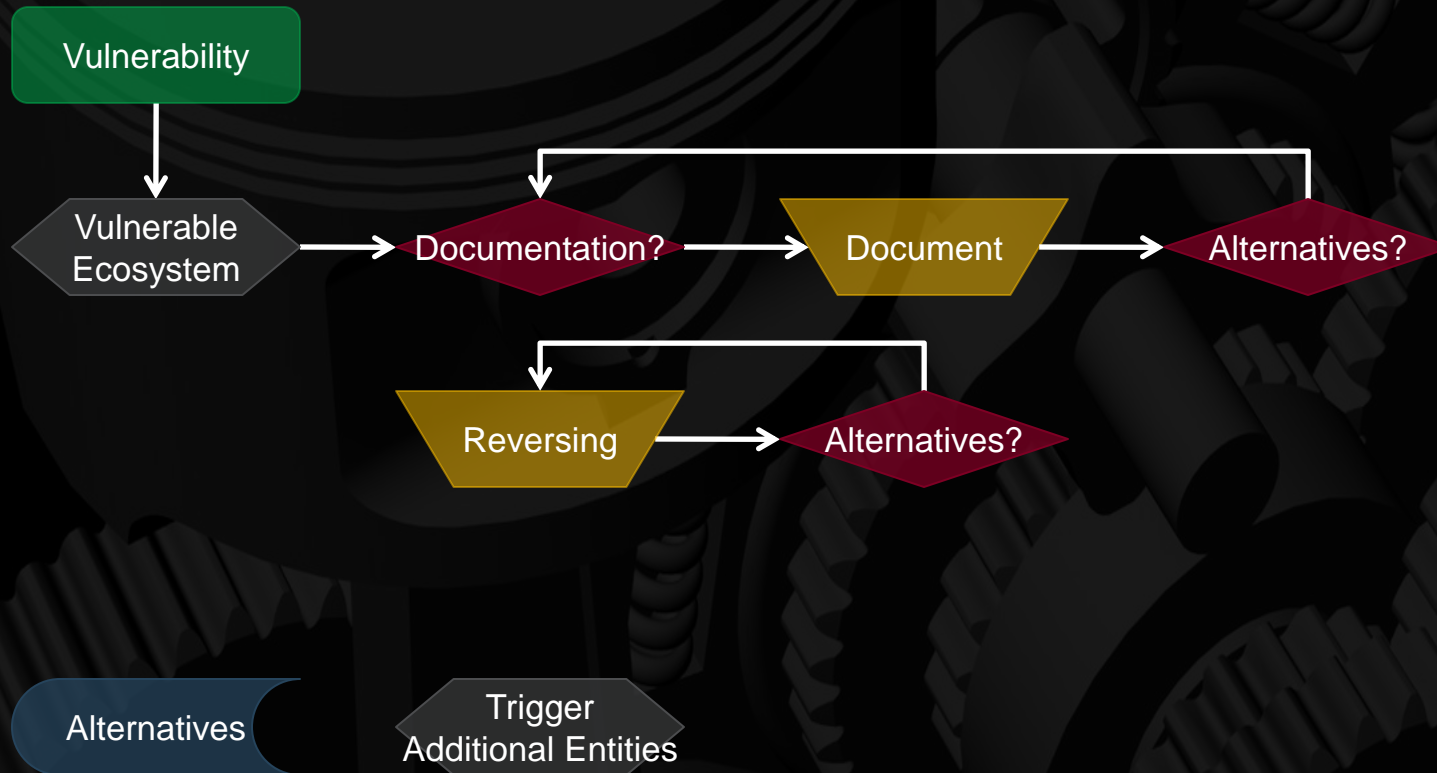 Vulnerability
Vulnerable
Ecosystem
Documentation?
Document
Alternatives?
Reversing
Alternatives?
Alternatives
Trigger
Additional Entities